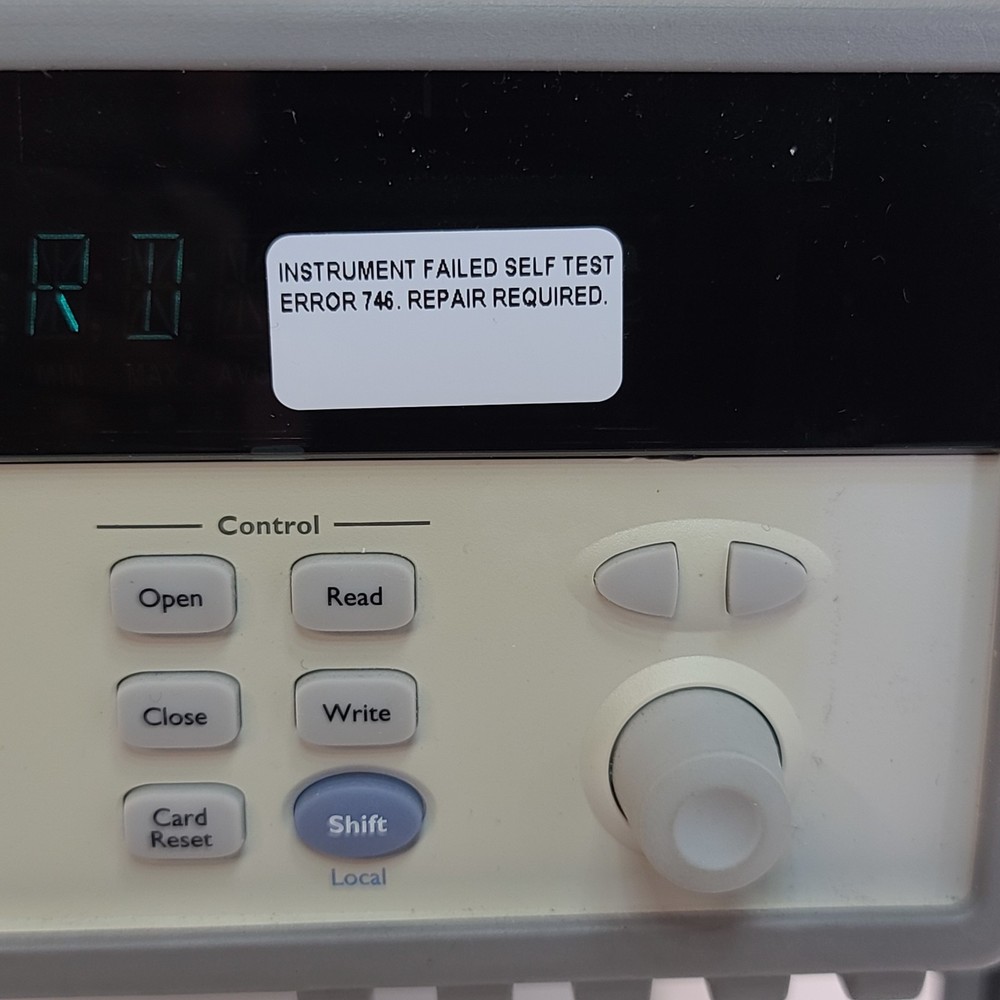 R D
INSTRUMENT FAILED SELF TEST
ERROR 746. REPAIR REQUIRED.
Control
Open
Read
Close
Write
Card
Reset
Shift
Local